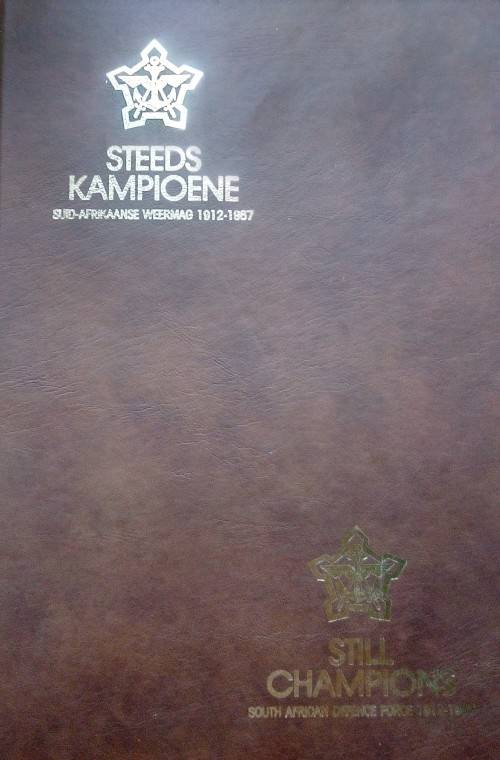 STEEDS
KAMPIOENE
SUID-AFRIKAANSE WEERMAG 1912-1987
STILL
CHAMPIONS
SOUTH AFRICAN DEFENCE FORCE